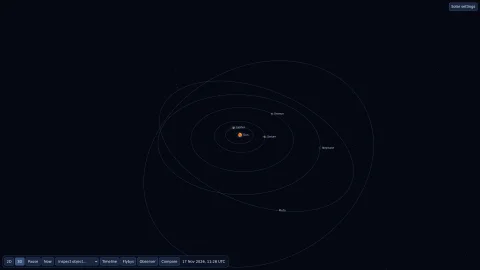 Enter settings
Jupiter
Sun
Uranus
Saturn
Neptune
Pluto
2D 3D Pause Now Inspect object... Timeline Flybys Observer Compare 17 Nov 2024, 11:28 UTC